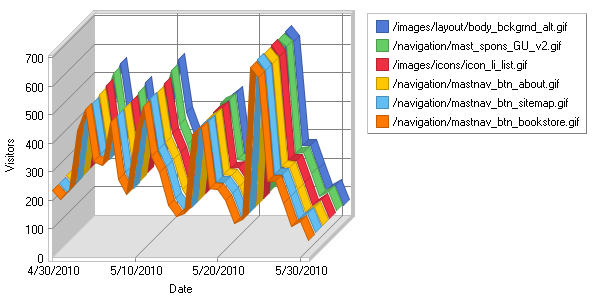 /images/layout/body_bckgrnd_alt.gif
/navigation/mast_spons_GU_v2.gif
/images/icons/icon_li_list.gif
/navigation/mastnav_btn_about.gif
/navigation/mastnav_btn_sitemap.gif
/navigation/mastnav_btn_bookstore.gif
700
600
500
400
300
200
100
0
Visitors
4/30/2010 5/10/2010 5/20/2010 5/30/2010
Date